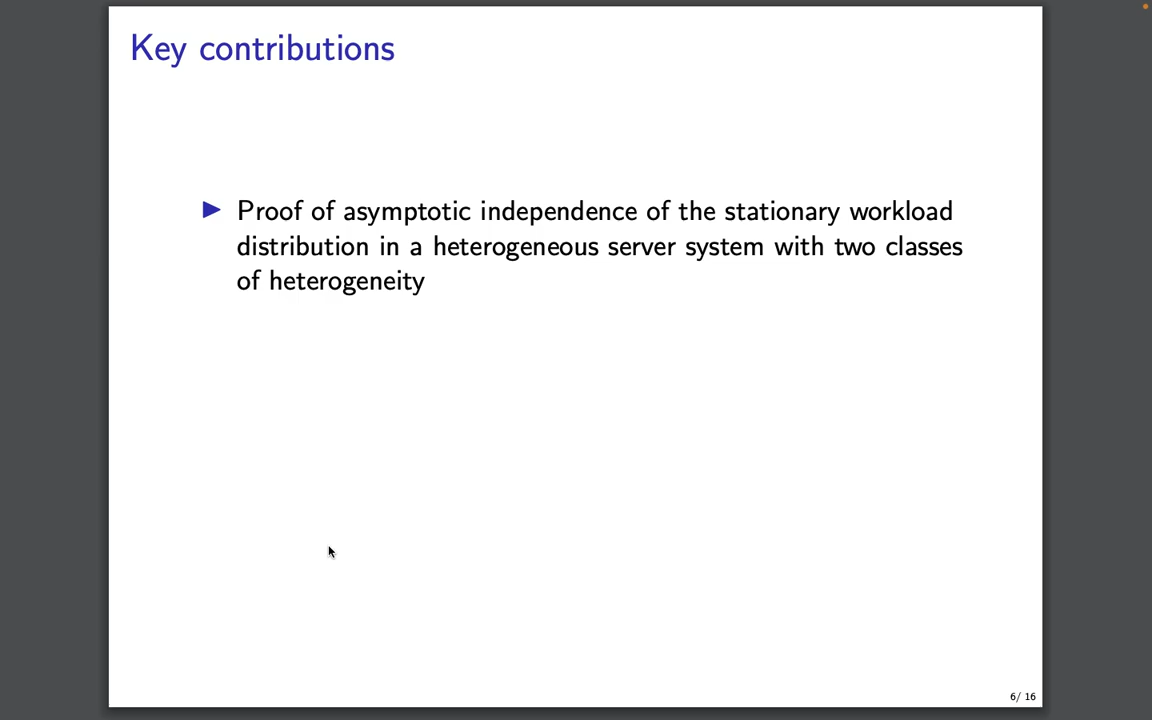 Key contributions
Proof of asymptotic independence of the stationary workload
distribution in a heterogeneous server system with two classes
of heterogeneity
6/ 16